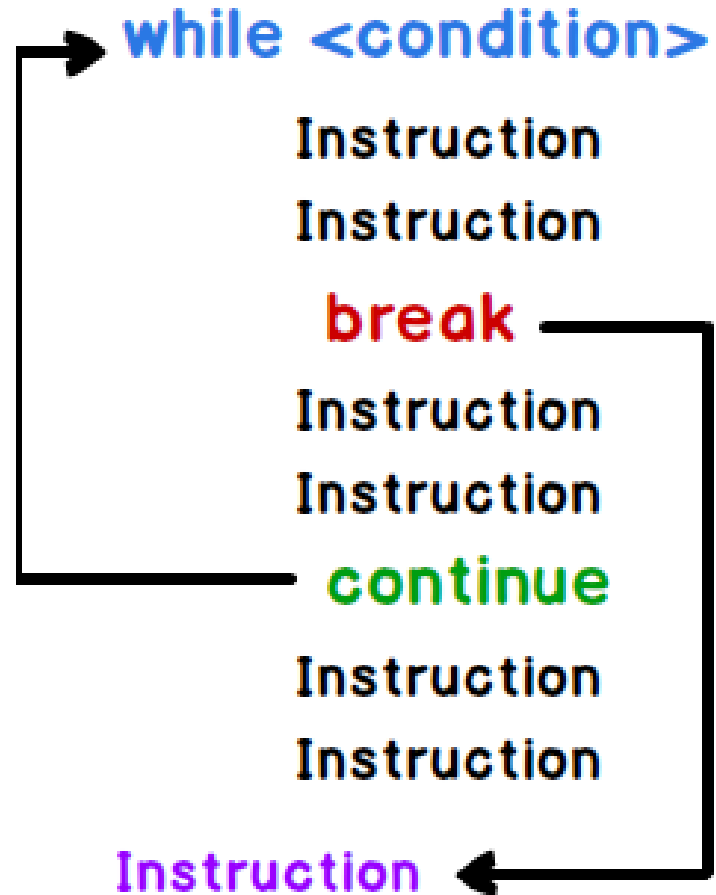 while <condition>
Instruction
Instruction
break
Instruction
Instruction
continue
Instruction
Instruction
Instruction